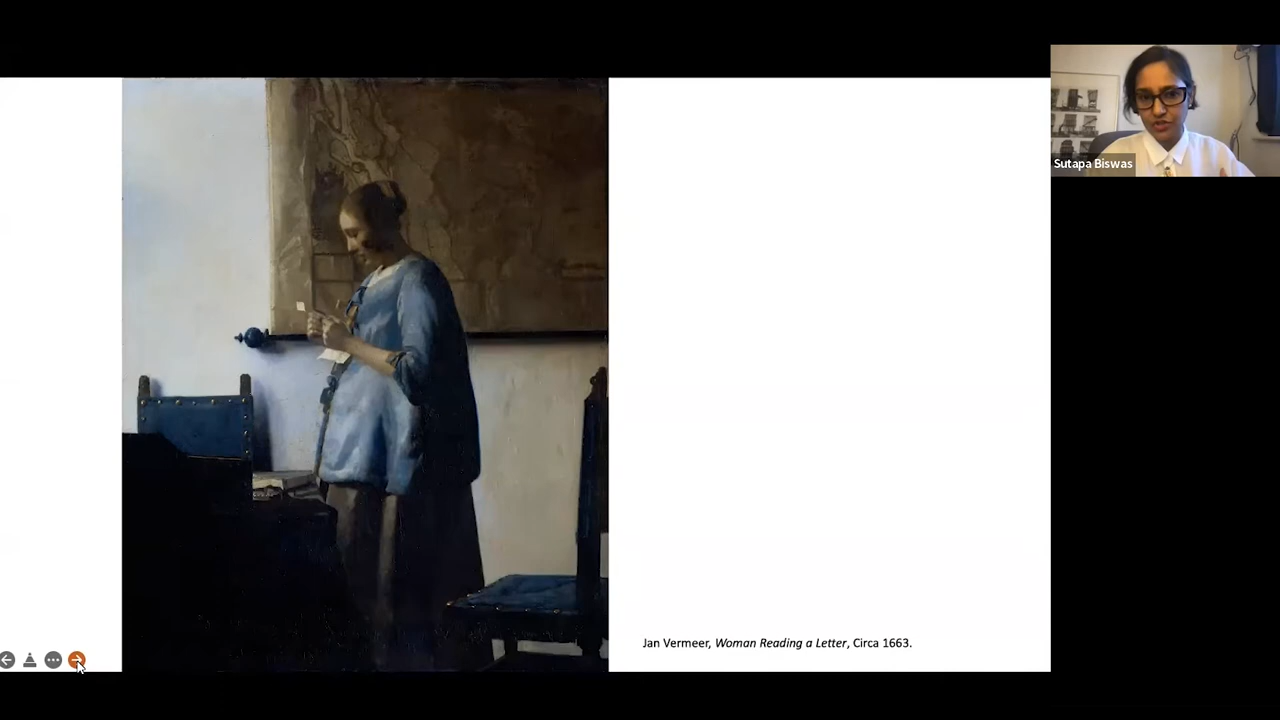 Sutapa Biswas
Jan Vermeer, Woman Reading a Letter, Circa 1663.